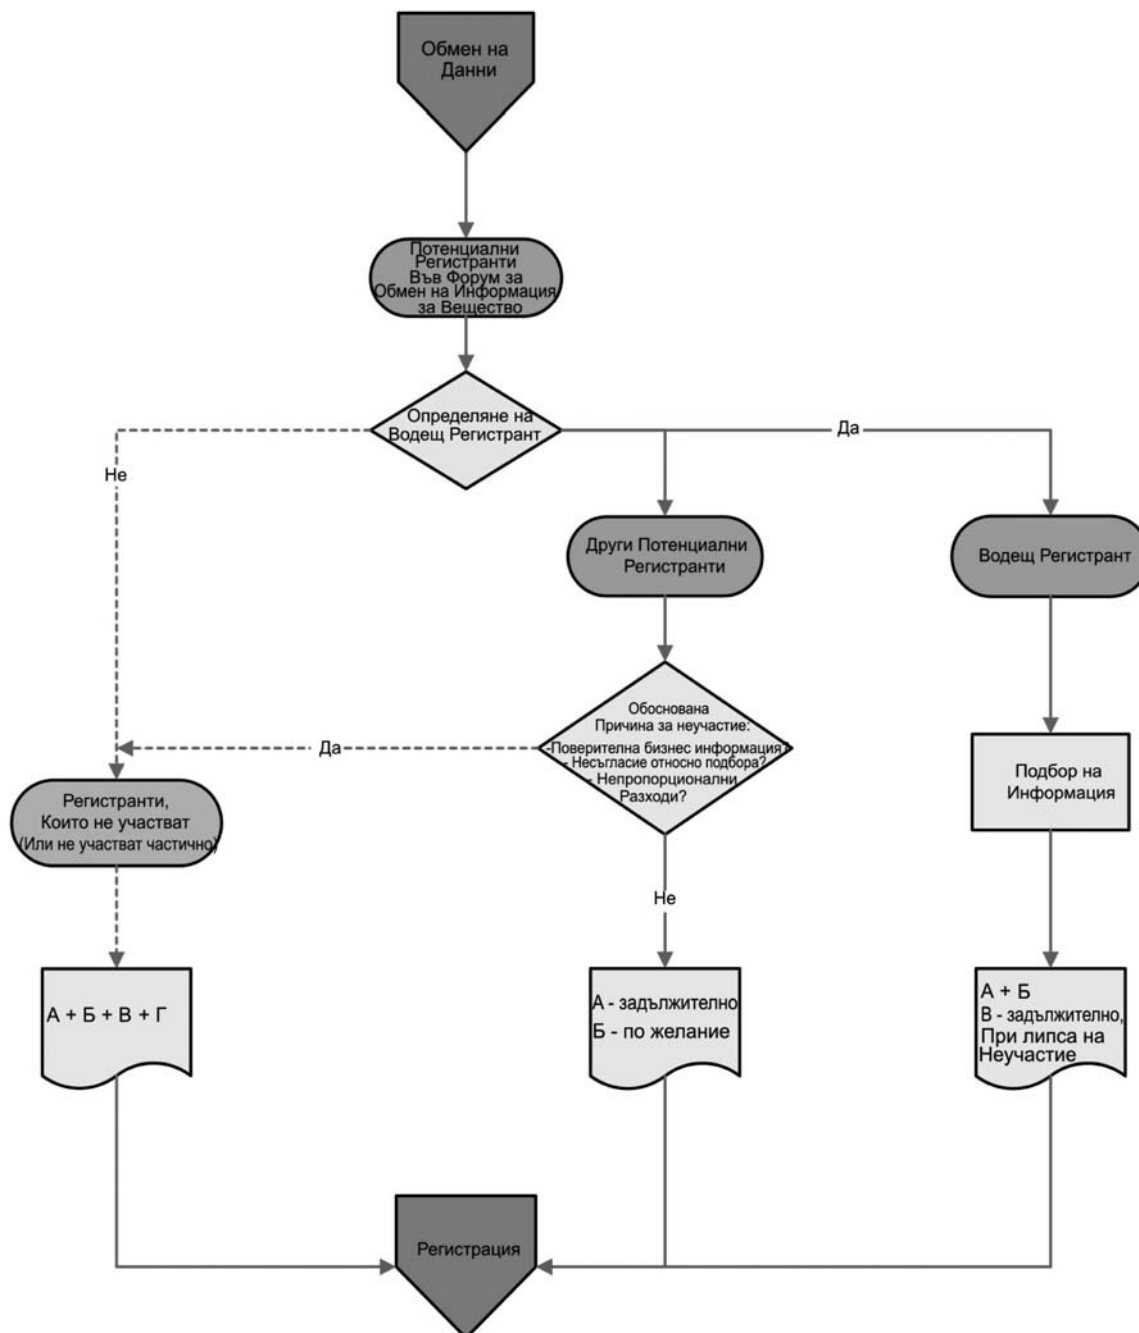 Обмен на
Данни
Потенциални
Регистранти
Във Форум за
Обмен на Информация
за Вещество
Определяне на
Водещ Регистрант
Да
Не
Други Потенциални
Регистранти
Водещ Регистрант
Обоснована
Причина за неучастие:
-Поверителна бизнес информация?
- Несъгласие относно подбора?
- Непропорционални
Разходи?
Да
Подбор на
Информация
Регистранти,
Които не участват
(Или не участват частично)
Не
А + Б + В + Г
А - задължително
Б - по желание
А + Б
В - задължително,
При липса на
Неучастие
Регистрация